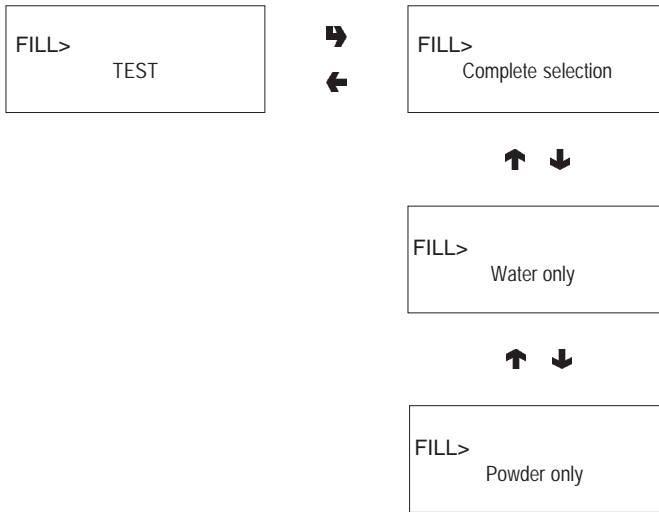 FILL>
TEST
FILL>
Complete selection
FILL>
Water only
FILL>
Powder only